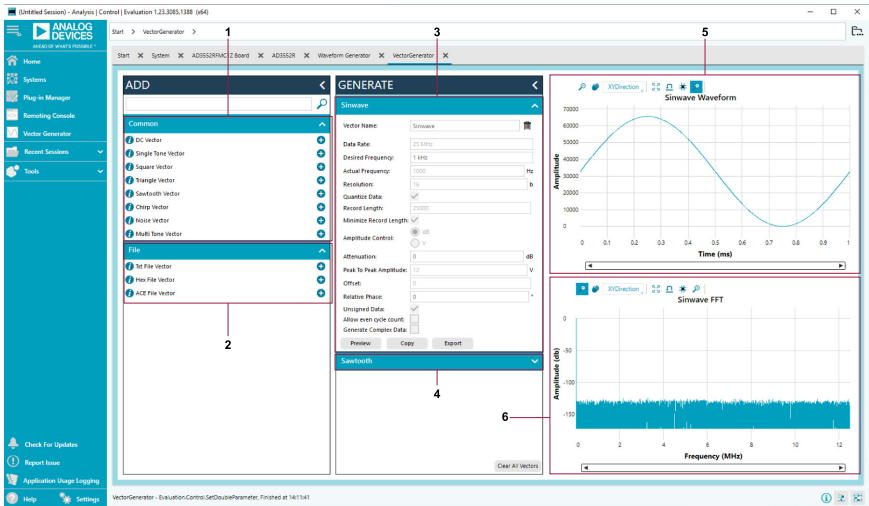 (Untitled Session) - Analysis | Control | Evaluation 1.23.3085.1388 (x64)
ANALOG
DEVICES
AHEAD OF WHAT'S POSSIBLE™
Home
Systems
Plug-in Manager
Remoting Console
Vector Generator
Recent Sessions
Tools
Check For Updates
Report Issue
Application Usage Logging
Help Settings
Start > VectorGenerator >
Start System AD3552RFMC1Z Board AD3552R Waveform Generator VectorGenerator
1
ADD
Common
DC Vector
Single Tone Vector
Square Vector
Triangle Vector
Sawtooth Vector
Chirp Vector
Noise Vector
Multi Tone Vector
File
Txt File Vector
Hex File Vector
ACE File Vector
2
3
GENERATE
Sinwave
Vector Name: Sinwave
Data Rate: 25 MHz
Desired Frequency: 1 kHz
Actual Frequency: 1000 Hz
Resolution: 16 b
Quantize Data:
Record Length: 25000
Minimize Record Length:
Amplitude Control: dB
V
Attenuation: 0 dB
Peak To Peak Amplitude: 12 V
Offset: 0
Relative Phase: 0 °
Unsigned Data:
Allow even cycle count:
Generate Complex Data:
Preview Copy Export
Sawtooth
4
Clear All Vectors
5
XYDirection
Sinwave Waveform
Amplitude
70000
60000
50000
40000
30000
20000
10000
0
0 0.1 0.2 0.3 0.4 0.5 0.6 0.7 0.8 0.9 1
Time (ms)
XYDirection
Sinwave FFT
Amplitude (db)
0
-50
-100
-150
6
0 2 4 6 8 10 12
Frequency (MHz)
VectorGenerator - Evaluation.Control.SetDoubleParameter, Finished at 14:11:41